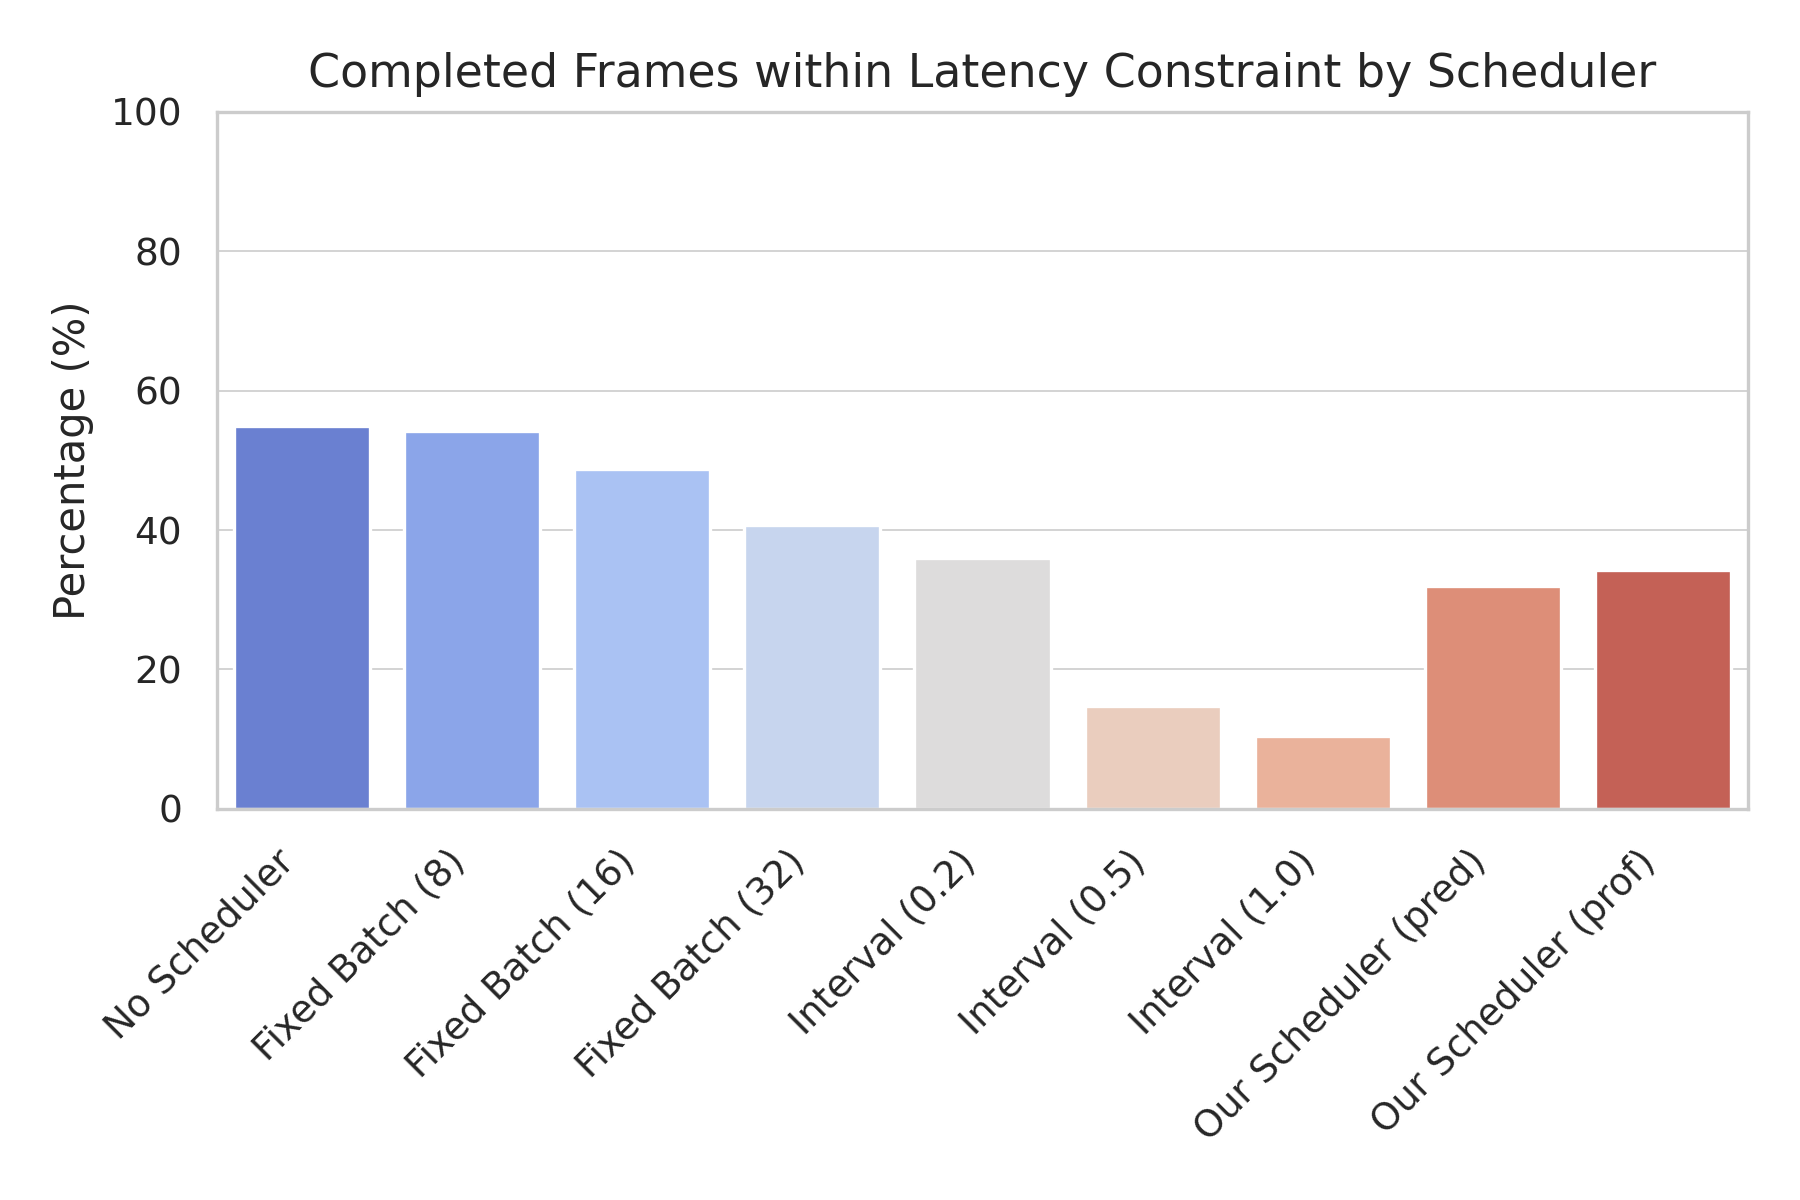 Completed Frames within Latency Constraint by Scheduler
100
80
60
40
20
0
Percentage (%)
No Scheduler
Fixed Batch (8)
Fixed Batch (16)
Fixed Batch (32)
Interval (0.2)
Interval (0.5)
Interval (1.0)
Our Scheduler (pred)
Our Scheduler (prof)